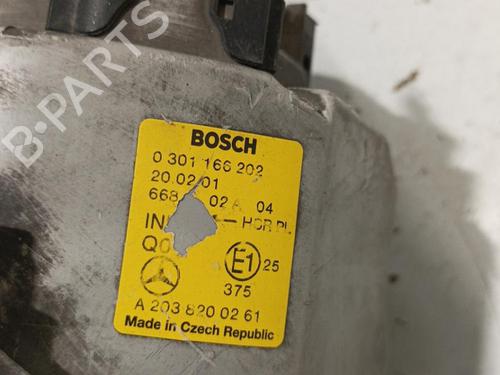 B-PARTS
BOSCH
0 301 166 202
20 02 01
668 02 A 04
HCR PL
E1 25
375
A 203 820 02 61
Made in Czech Republic